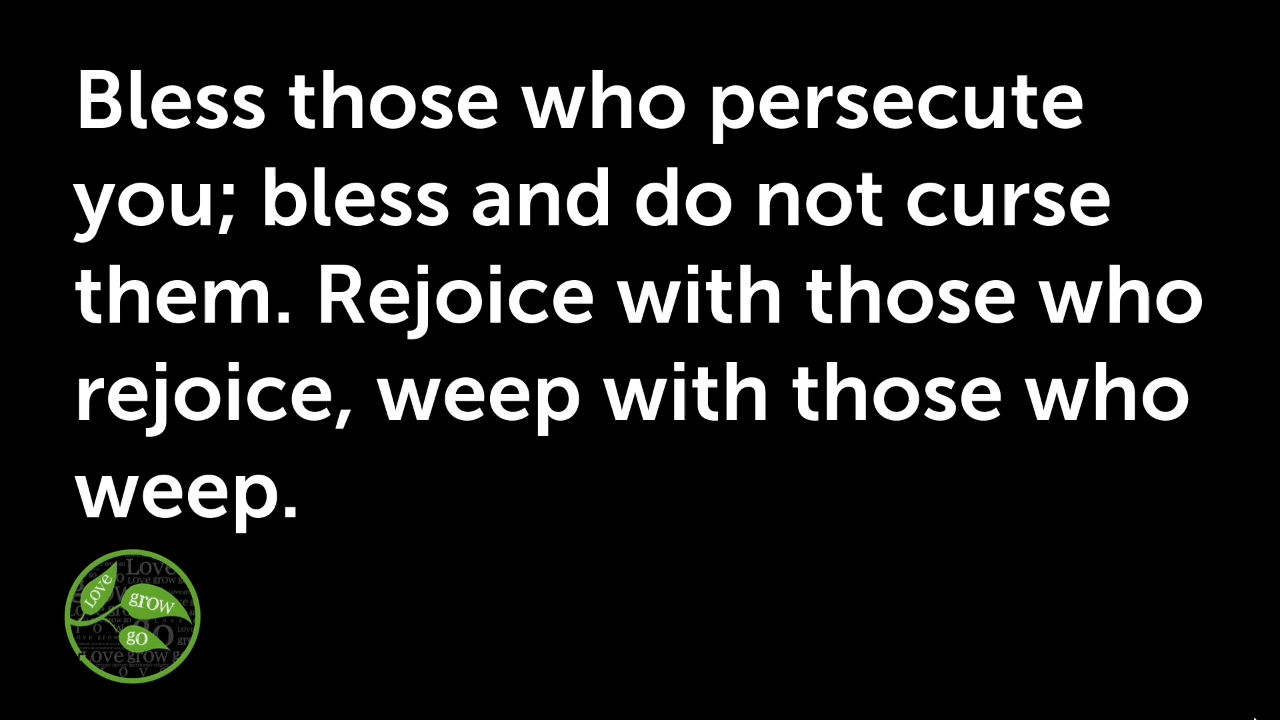 Bless those who persecute
you; bless and do not curse
them. Rejoice with those who
rejoice, weep with those who
weep.
Love
grow
go